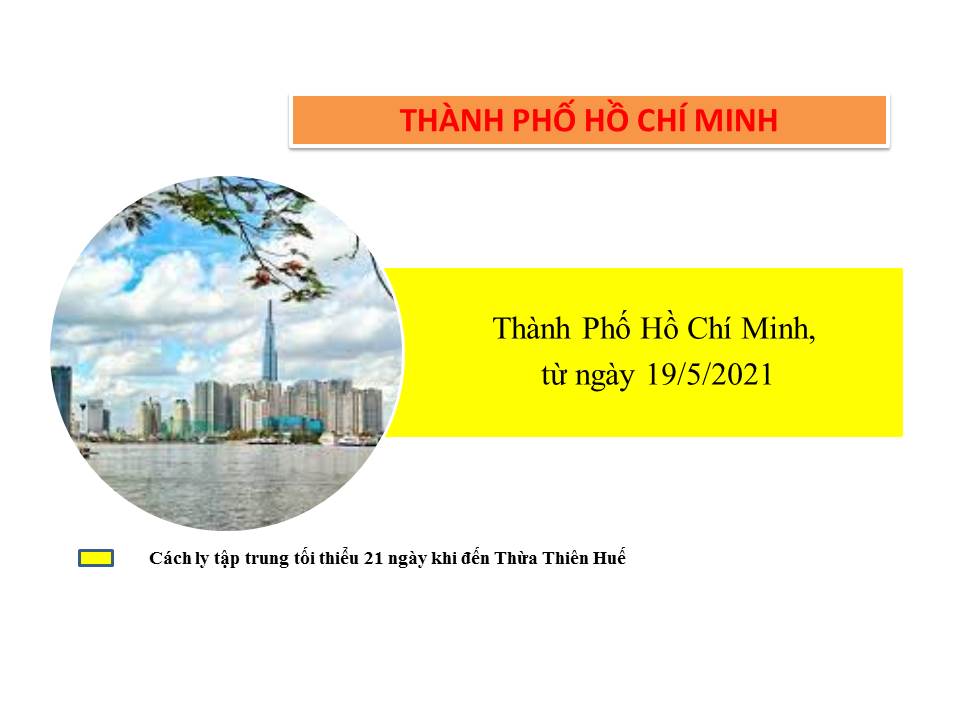 THÀNH PHỐ HỒ CHÍ MINH
Thành Phố Hồ Chí Minh,
từ ngày 19/5/2021
Cách ly tập trung tối thiểu 21 ngày khi đến Thừa Thiên Huế